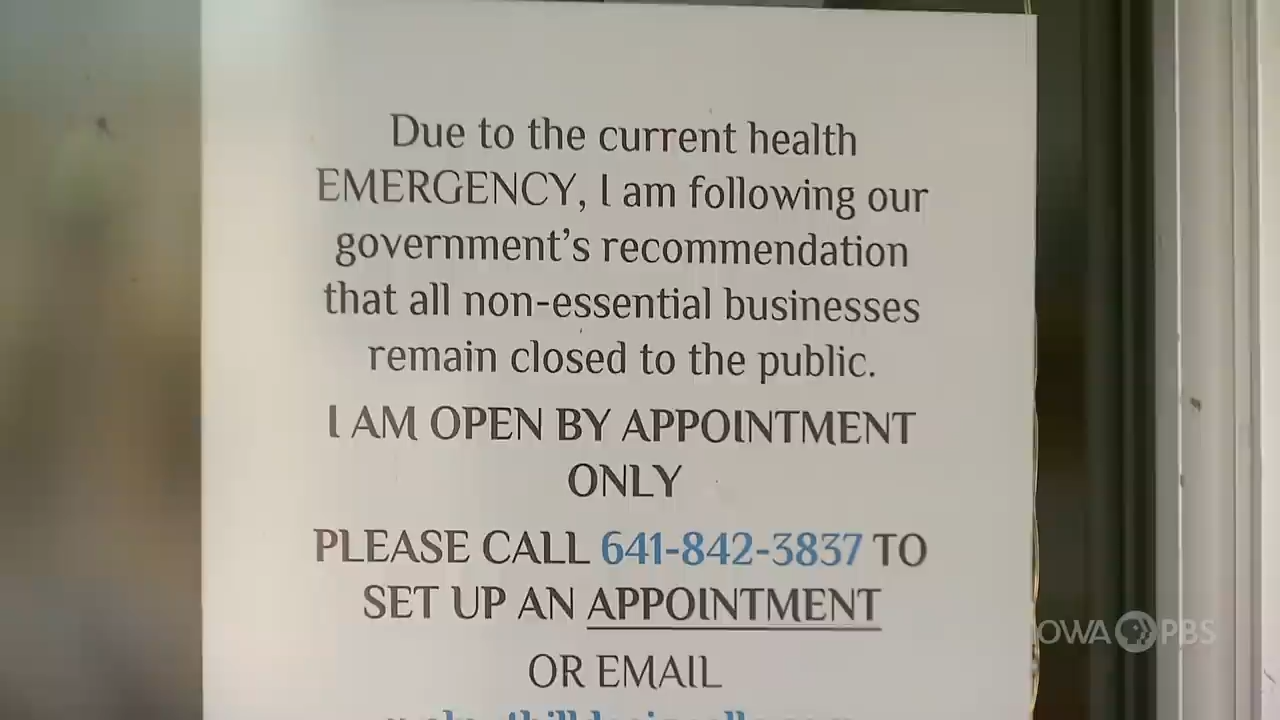 Due to the current health
EMERGENCY, I am following our
government's recommendation
that all non-essential businesses
remain closed to the public.
I AM OPEN BY APPOINTMENT
ONLY
PLEASE CALL 641-842-3837 TO
SET UP AN APPOINTMENT
OR EMAIL
IOWA PBS